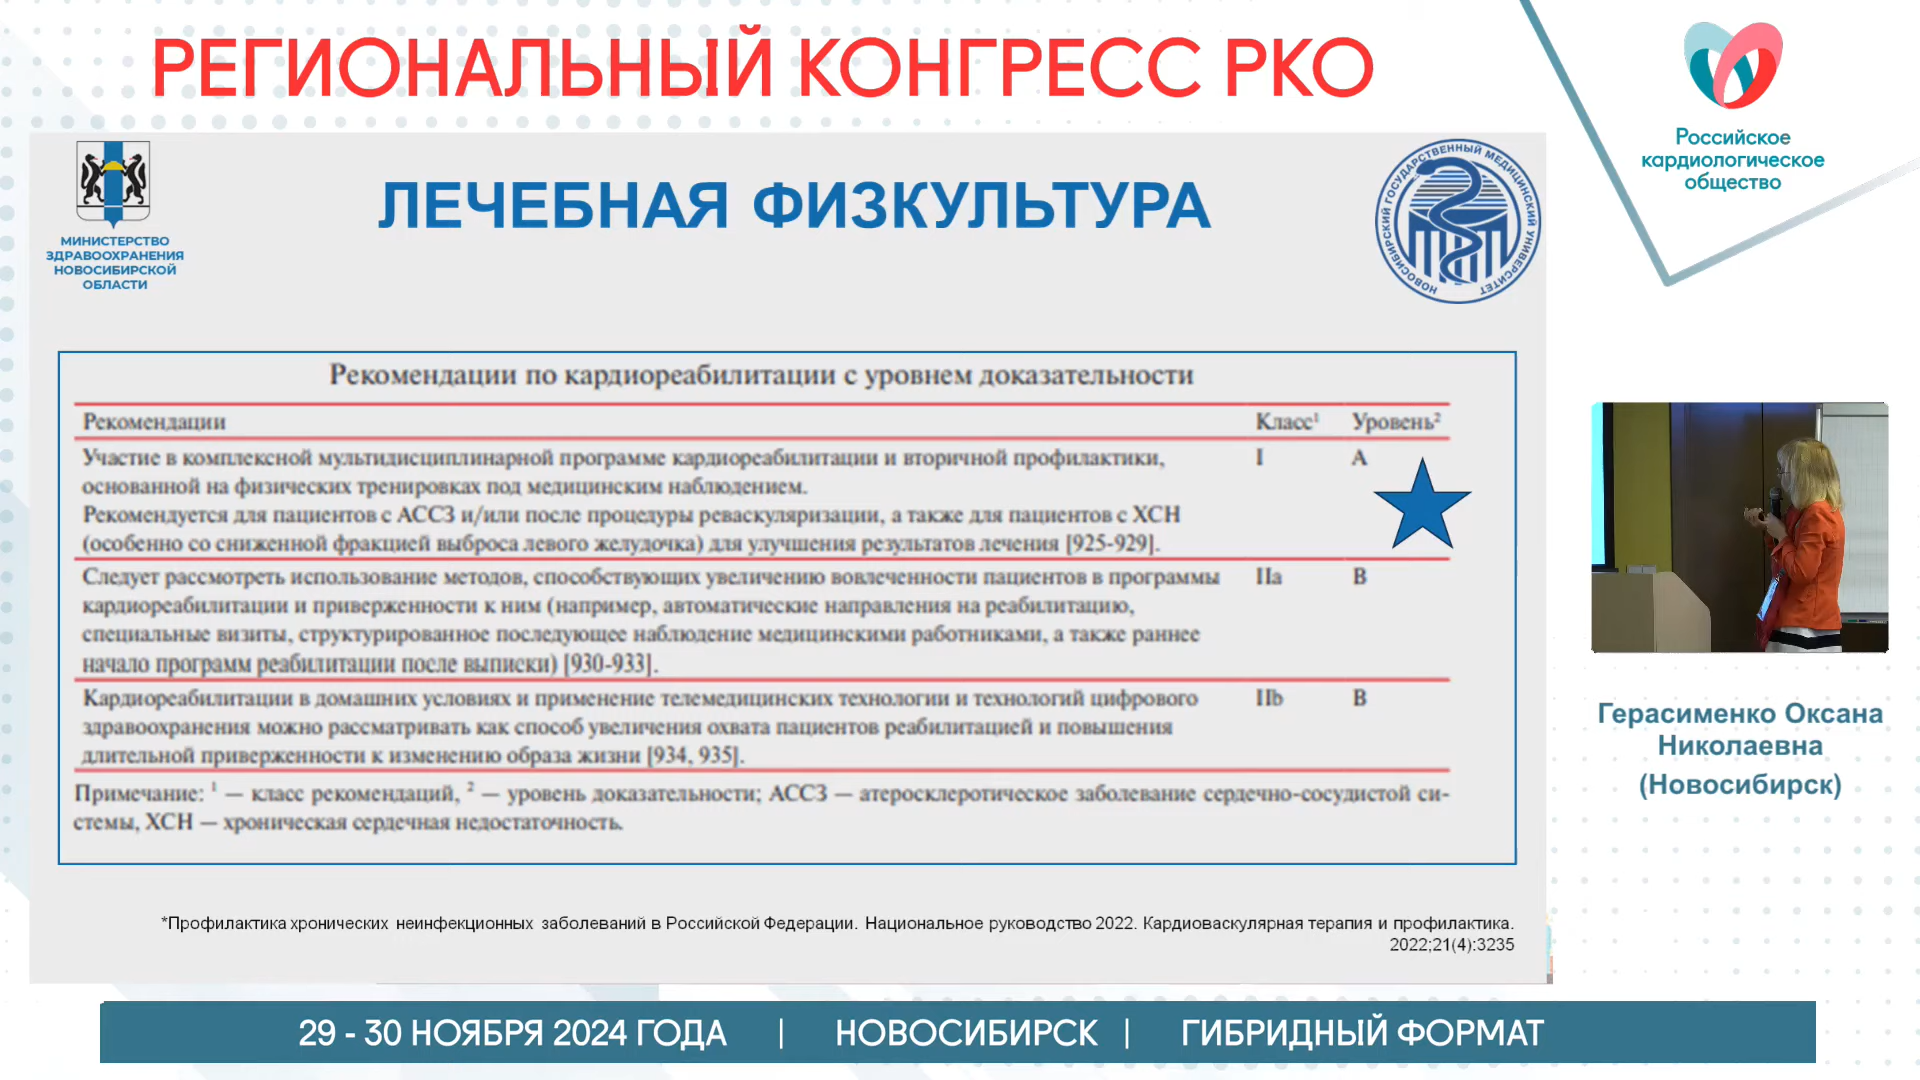 РЕГИОНАЛЬНЫЙ КОНГРЕСС РКО
Российское
кардиологическое
общество
МИНИСТЕРСТВО
ЗДРАВООХРАНЕНИЯ
НОВОСИБИРСКОЙ
ОБЛАСТИ
ЛЕЧЕБНАЯ ФИЗКУЛЬТУРА
НОВОСИБИРСКИЙ ГОСУДАРСТВЕННЫЙ МЕДИЦИНСКИЙ УНИВЕРСИТЕТ
Рекомендации по кардиореабилитации с уровнем доказательности
Рекомендации Класс¹ Уровень²
Участие в комплексной мультидисциплинарной программе кардиореабилитации и вторичной профилактики, I A
основанной на физических тренировках под медицинским наблюдением.
Рекомендуется для пациентов с АССЗ и/или после процедуры реваскуляризации, а также для пациентов с ХСН
(особенно со сниженной фракцией выброса левого желудочка) для улучшения результатов лечения [925-929].
Следует рассмотреть использование методов, способствующих увеличению вовлеченности пациентов в программы IIa B
кардиореабилитации и приверженности к ним (например, автоматические направления на реабилитацию,
специальные визиты, структурированное последующее наблюдение медицинскими работниками, а также раннее
начало программ реабилитации после выписки) [930-933].
Кардиореабилитации в домашних условиях и применение телемедицинских технологии и технологий цифрового IIb B
здравоохранения можно рассматривать как способ увеличения охвата пациентов реабилитацией и повышения
длительной приверженности к изменению образа жизни [934, 935].
Примечание: ¹ — класс рекомендаций, ² — уровень доказательности; АССЗ — атеросклеротическое заболевание сердечно-сосудистой си-
стемы, ХСН — хроническая сердечная недостаточность.
*Профилактика хронических неинфекционных заболеваний в Российской Федерации. Национальное руководство 2022. Кардиоваскулярная терапия и профилактика.
2022;21(4):3235
Герасименко Оксана
Николаевна
(Новосибирск)
29 - 30 НОЯБРЯ 2024 ГОДА | НОВОСИБИРСК | ГИБРИДНЫЙ ФОРМАТ